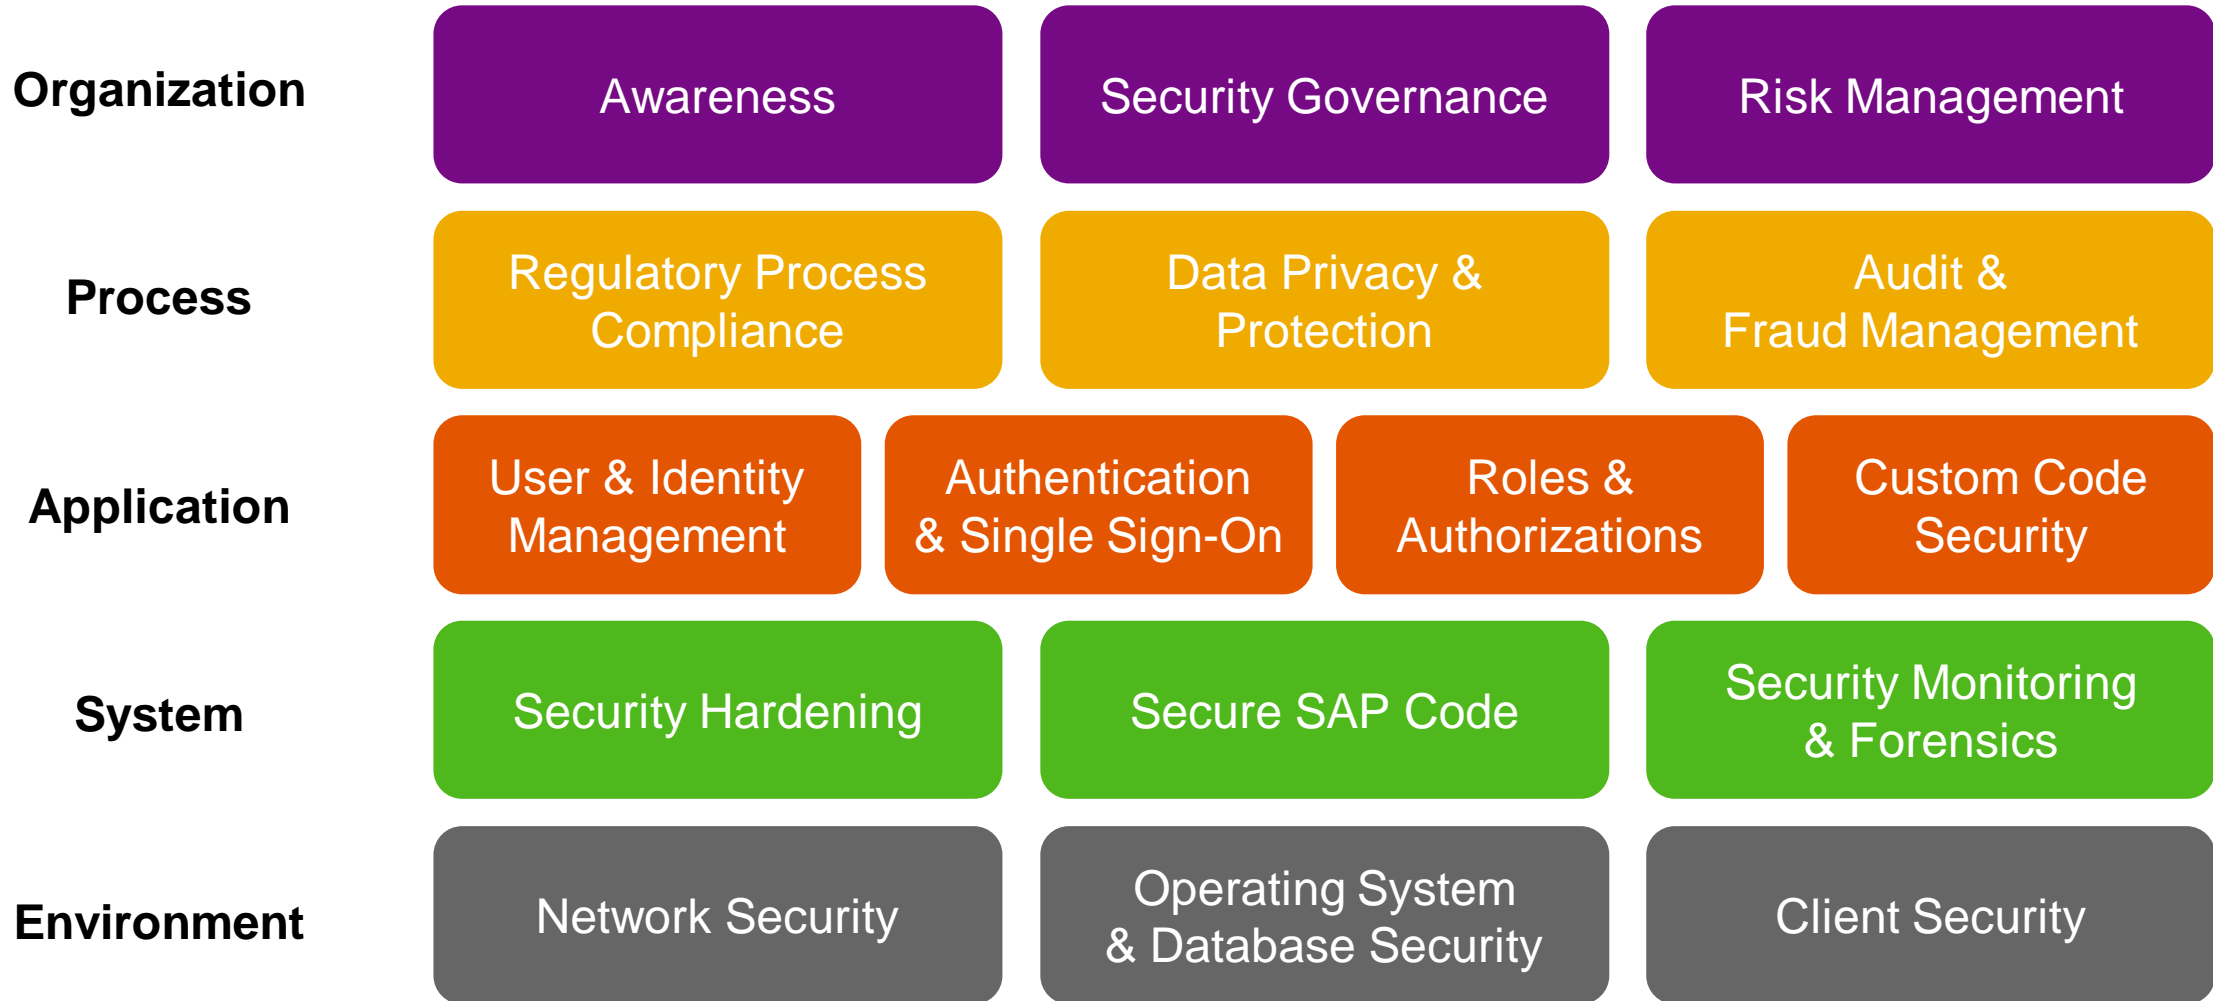 Organization
Awareness
Security Governance
Risk Management
Process
Regulatory Process
Compliance
Data Privacy &
Protection
Audit &
Fraud Management
Application
User & Identity
Management
Authentication
& Single Sign-On
Roles &
Authorizations
Custom Code
Security
System
Security Hardening
Secure SAP Code
Security Monitoring
& Forensics
Environment
Network Security
Operating System
& Database Security
Client Security